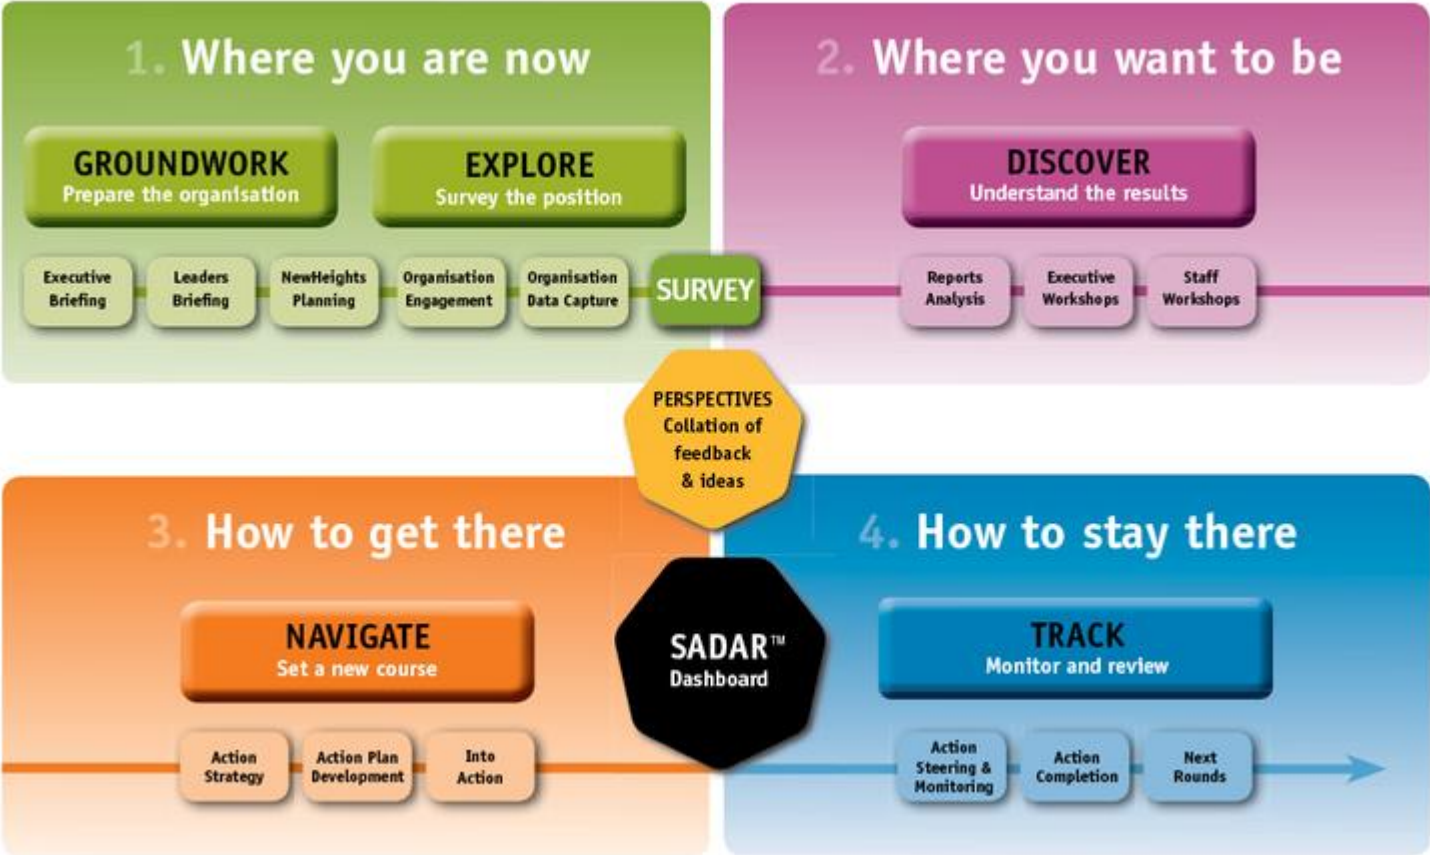 1. Where you are now
GROUNDWORK
Prepare the organisation
EXPLORE
Survey the position
Executive
Briefing
Leaders
Briefing
NewHeights
Planning
Organisation
Engagement
Organisation
Data Capture
SURVEY
2. Where you want to be
DISCOVER
Understand the results
Reports
Analysis
Executive
Workshops
Staff
Workshops
PERSPECTIVES
Collation of
feedback
& ideas
3. How to get there
NAVIGATE
Set a new course
Action
Strategy
Action Plan
Development
Into
Action
SADAR™
Dashboard
4. How to stay there
TRACK
Monitor and review
Action
Steering &
Monitoring
Action
Completion
Next
Rounds